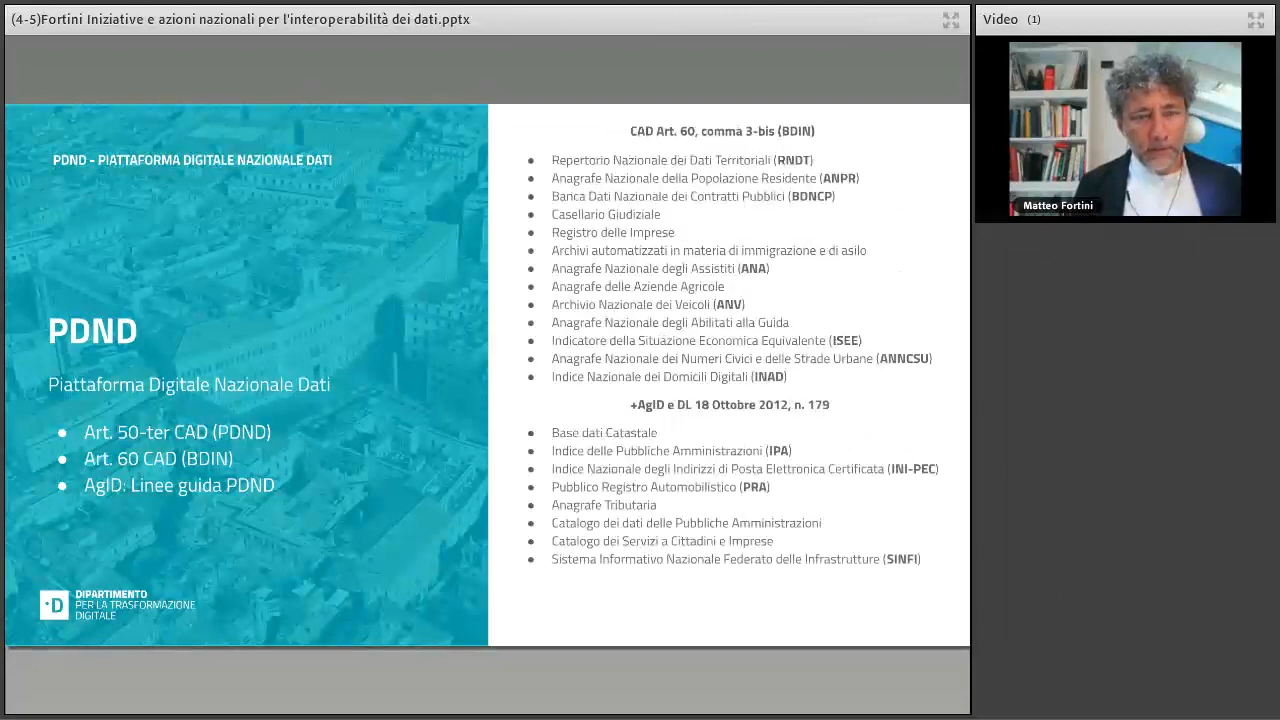 (4-5)Fortini Iniziative e azioni nazionali per l'interoperabilità dei dati.pptx
Video (1)
Matteo Fortini
PDND - PIATTAFORMA DIGITALE NAZIONALE DATI
PDND
Piattaforma Digitale Nazionale Dati
● Art. 50-ter CAD (PDND)
● Art. 60 CAD (BDIN)
● AgID: Linee guida PDND
DIPARTIMENTO
PER LA TRASFORMAZIONE
DIGITALE
CAD Art. 60, comma 3-bis (BDIN)
● Repertorio Nazionale dei Dati Territoriali (RNDT)
● Anagrafe Nazionale della Popolazione Residente (ANPR)
● Banca Dati Nazionale dei Contratti Pubblici (BDNCP)
● Casellario Giudiziale
● Registro delle Imprese
● Archivi automatizzati in materia di immigrazione e di asilo
● Anagrafe Nazionale degli Assistiti (ANA)
● Anagrafe delle Aziende Agricole
● Archivio Nazionale dei Veicoli (ANV)
● Anagrafe Nazionale degli Abilitati alla Guida
● Indicatore della Situazione Economica Equivalente (ISEE)
● Anagrafe Nazionale dei Numeri Civici e delle Strade Urbane (ANNCSU)
● Indice Nazionale dei Domicili Digitali (INAD)
+AgID e DL 18 Ottobre 2012, n. 179
● Base dati Catastale
● Indice delle Pubbliche Amministrazioni (IPA)
● Indice Nazionale degli Indirizzi di Posta Elettronica Certificata (INI-PEC)
● Pubblico Registro Automobilistico (PRA)
● Anagrafe Tributaria
● Catalogo dei dati delle Pubbliche Amministrazioni
● Catalogo dei Servizi a Cittadini e Imprese
● Sistema Informativo Nazionale Federato delle Infrastrutture (SINFI)